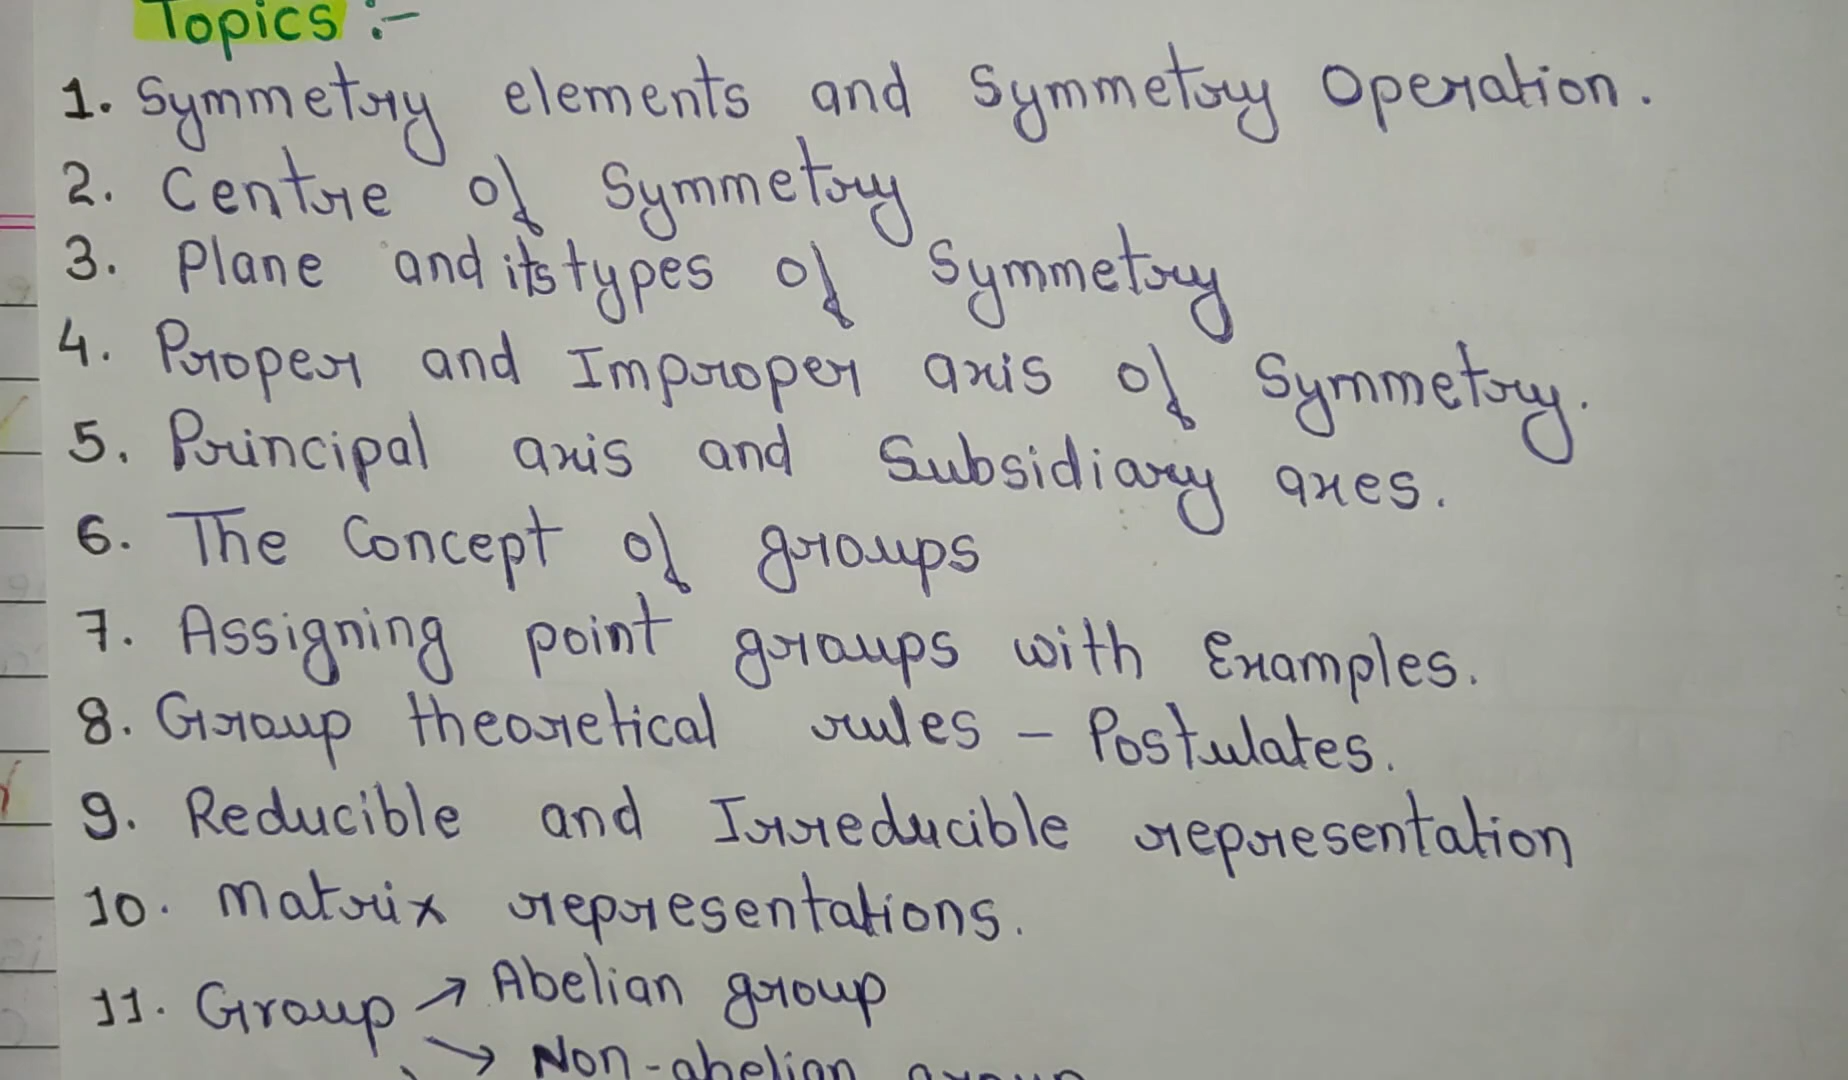 Topics :-
1. Symmetry elements and Symmetry Operation.
2. Centre of Symmetry
3. Plane and its types of Symmetry
4. Proper and Improper axis of Symmetry.
5. Principal axis and Subsidiary axes.
6. The Concept of groups
7. Assigning point groups with Examples.
8. Group theoretical rules - Postulates.
9. Reducible and Irreducible representation
10. Matrix representations.
11. Group → Abelian group
→ Non-abelian group